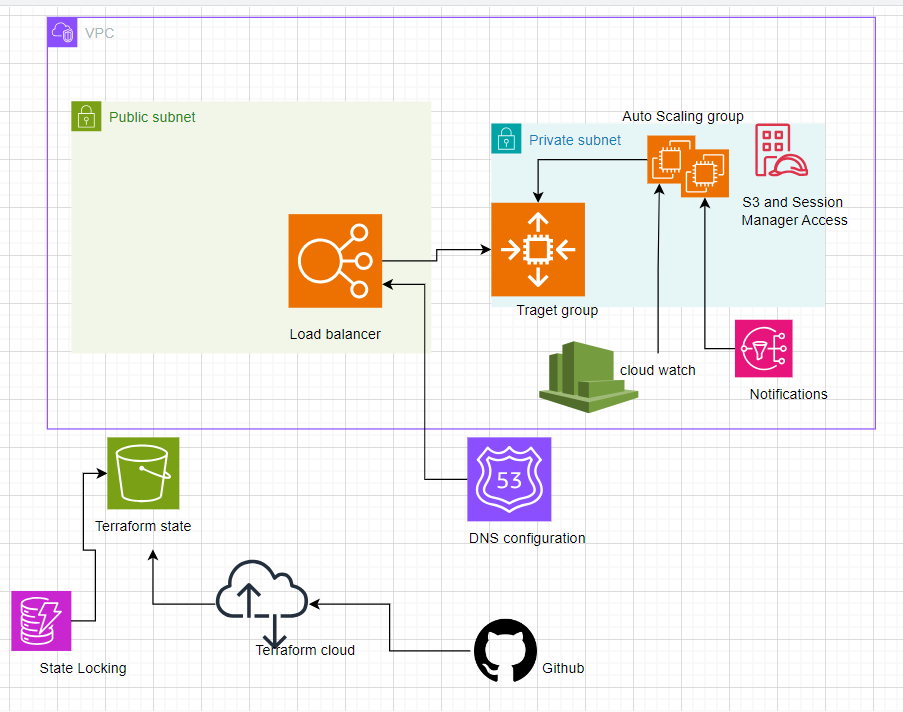 VPC
Public subnet
Auto Scaling group
Private subnet
S3 and Session
Manager Access
Load balancer
Traget group
cloud watch
Notifications
53
Terraform state
DNS configuration
Terraform cloud
State Locking
Github